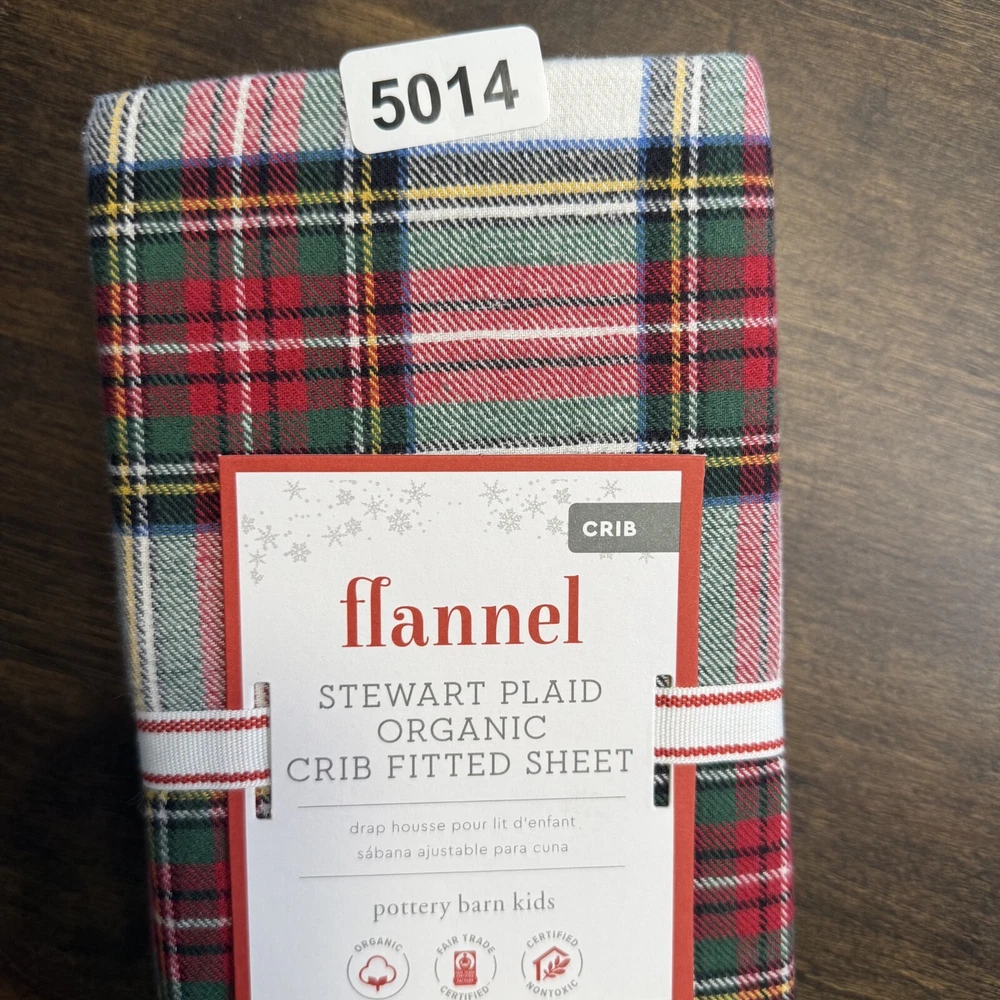 5014
CRIB
flannel
STEWART PLAID
ORGANIC
CRIB FITTED SHEET
drap housse pour lit d'enfant
sábana ajustable para cuna
pottery barn kids
ORGANIC
FAIR TRADE
CERTIFIED
CERTIFIED
NONTOXIC